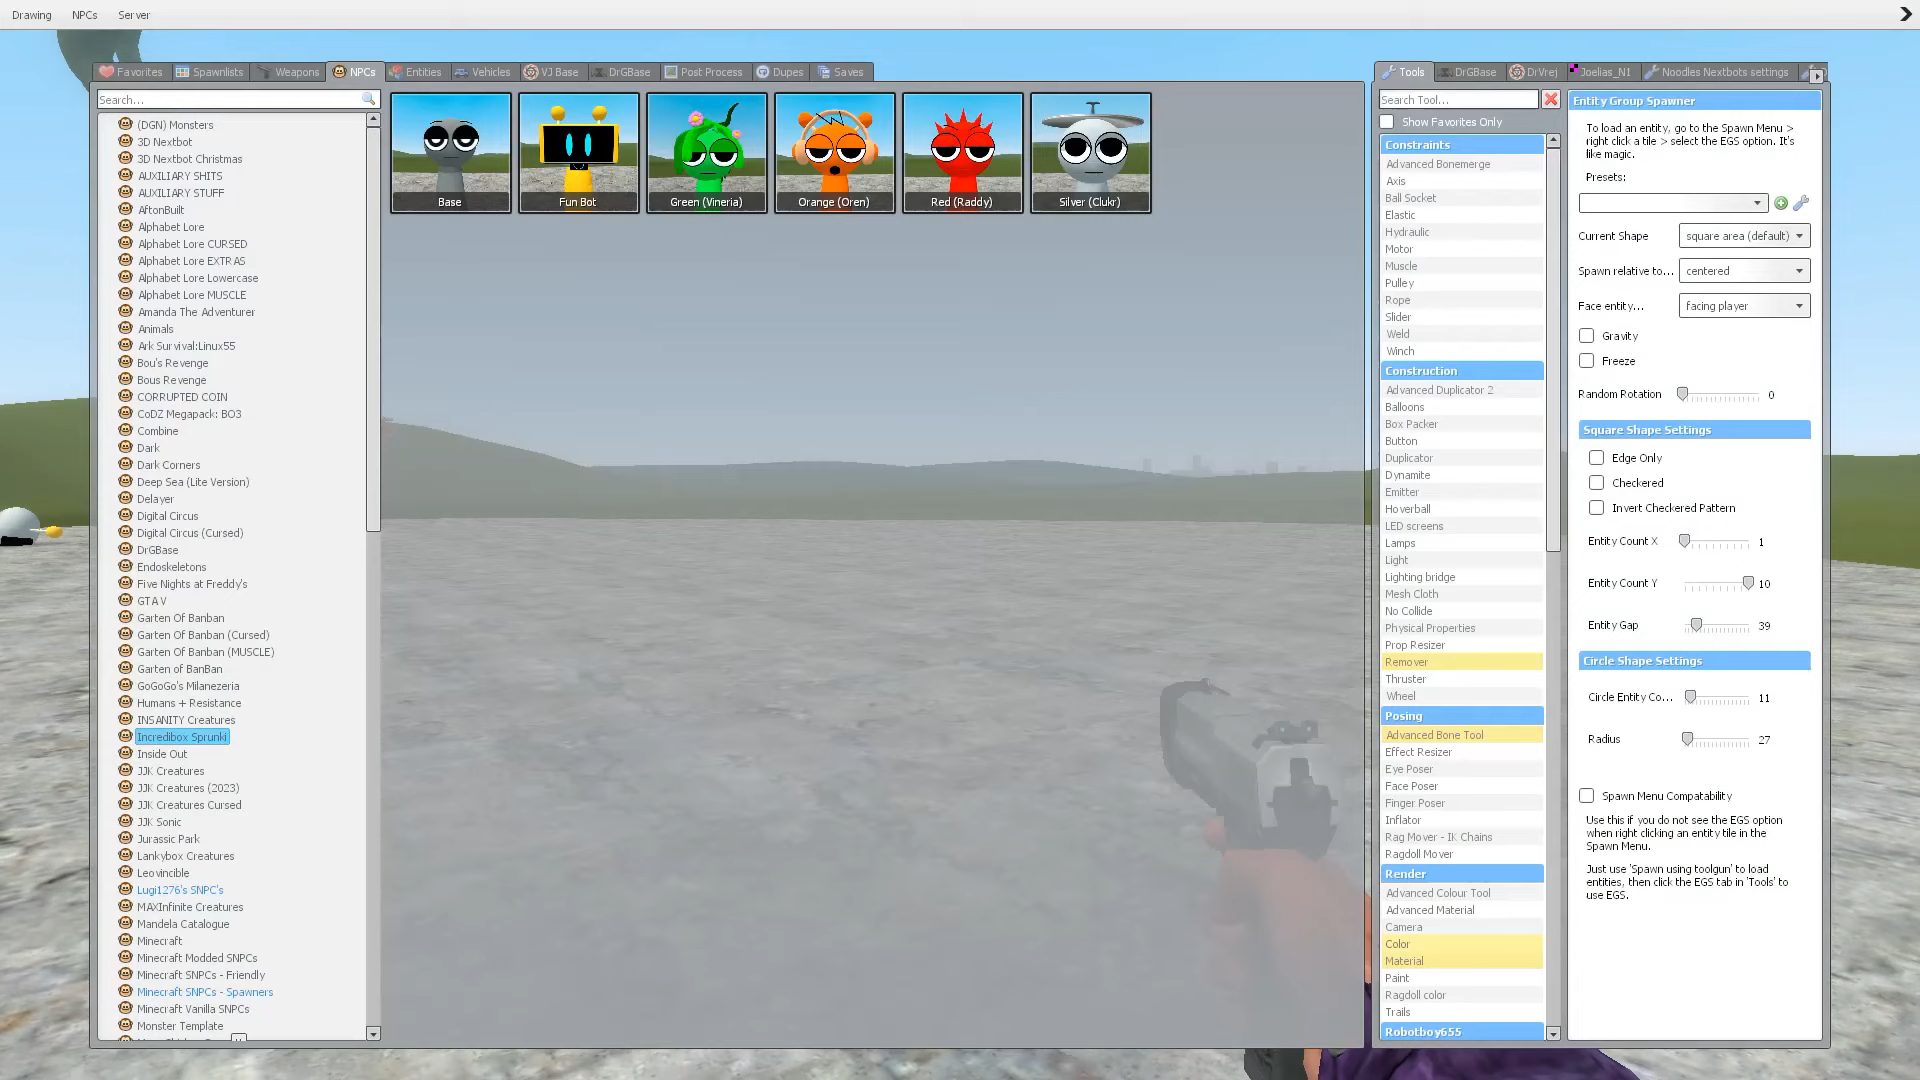 Drawing NPCs Server
Favorites Spawnlists Weapons NPCs Entities Vehicles VJ Base DrGBase Post Process Dupes Saves
Search...
(DGN) Monsters
3D Nextbot
3D Nextbot Christmas
AUXILIARY SHITS
AUXILIARY STUFF
AftonBuilt
Alphabet Lore
Alphabet Lore CURSED
Alphabet Lore EXTRAS
Alphabet Lore Lowercase
Alphabet Lore MUSCLE
Amanda The Adventurer
Animals
Ark Survival:Linux55
Bou's Revenge
Bous Revenge
CORRUPTED COIN
CoDZ Megapack: BO3
Combine
Dark
Dark Corners
Deep Sea (Lite Version)
Delayer
Digital Circus
Digital Circus (Cursed)
DrGBase
Endoskeletons
Five Nights at Freddy's
GTA V
Garten Of Banban
Garten Of Banban (Cursed)
Garten Of Banban (MUSCLE)
Garten of BanBan
GoGoGo's Milanezeria
Humans + Resistance
INSANITY Creatures
Incredibox Sprunki
Inside Out
JJK Creatures
JJK Creatures (2023)
JJK Creatures Cursed
JJK Sonic
Jurassic Park
Lankybox Creatures
Leovincible
Lugi1276's SNPC's
MAXInfinite Creatures
Mandela Catalogue
Minecraft
Minecraft Modded SNPCs
Minecraft SNPCs - Friendly
Minecraft SNPCs - Spawners
Minecraft Vanilla SNPCs
Monster Template
Base
Fun Bot
Green (Vineria)
Orange (Oren)
Red (Raddy)
Silver (Clukr)
Tools DrGBase DrVrej Joelias_NI Noodles Nextbots settings
Search Tool...
Show Favorites Only
Constraints
Advanced Bonemerge
Axis
Ball Socket
Elastic
Hydraulic
Motor
Muscle
Pulley
Rope
Slider
Weld
Winch
Construction
Advanced Duplicator 2
Balloons
Box Packer
Button
Duplicator
Dynamite
Emitter
Hoverball
LED screens
Lamps
Light
Lighting bridge
Mesh Cloth
No Collide
Physical Properties
Prop Resizer
Remover
Thruster
Wheel
Posing
Advanced Bone Tool
Effect Resizer
Eye Poser
Face Poser
Finger Poser
Inflator
Rag Mover - IK Chains
Ragdoll Mover
Render
Advanced Colour Tool
Advanced Material
Camera
Color
Material
Paint
Ragdoll color
Trails
Robotboy655
Entity Group Spawner
To load an entity, go to the Spawn Menu >
right click a tile > select the EGS option. It's
like magic.
Presets:
Current Shape square area (default)
Spawn relative to... centered
Face entity... facing player
Gravity
Freeze
Random Rotation 0
Square Shape Settings
Edge Only
Checkered
Invert Checkered Pattern
Entity Count X 1
Entity Count Y 10
Entity Gap 39
Circle Shape Settings
Circle Entity Co... 11
Radius 27
Spawn Menu Compatability
Use this if you do not see the EGS option
when right clicking an entity tile in the
Spawn Menu.
Just use 'Spawn using toolgun' to load
entities, then click the EGS tab in 'Tools' to
use EGS.